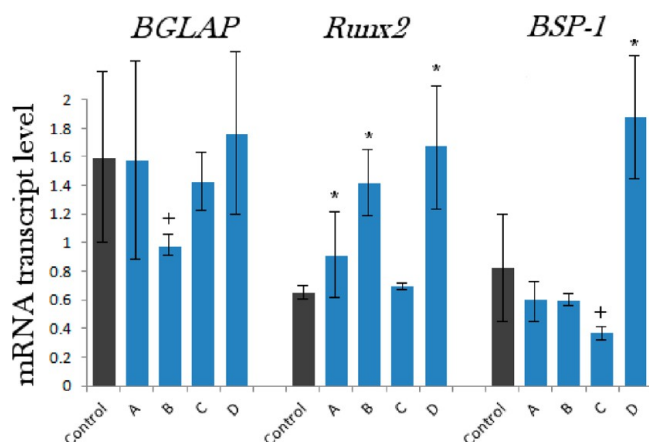 BGLAP Runx2 BSP-1
mRNA transcript level
2
1.8
1.6
1.4
1.2
1
0.8
0.6
0.4
0.2
0
+ * * * + *
Control A B C D Control A B C D Control A B C D